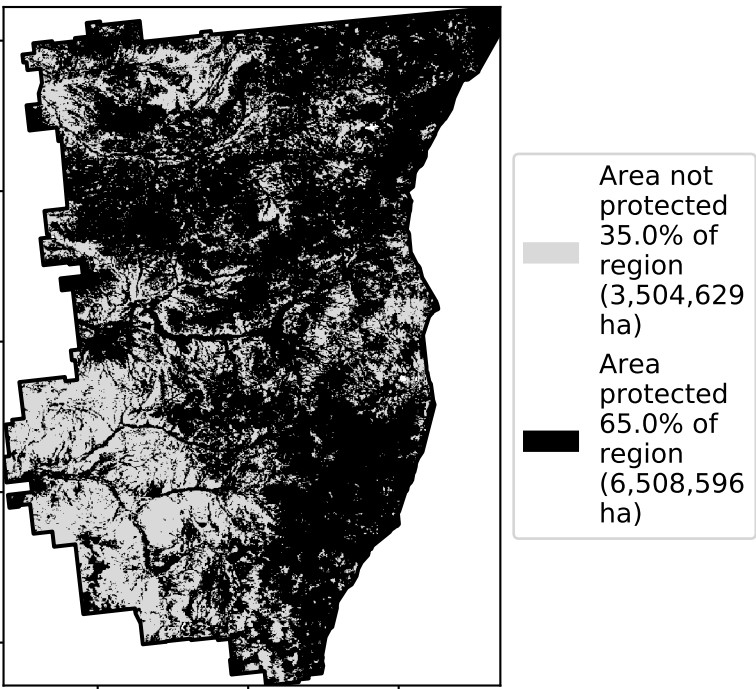 Area not
protected
35.0% of
region
(3,504,629
ha)
Area
protected
65.0% of
region
(6,508,596
ha)